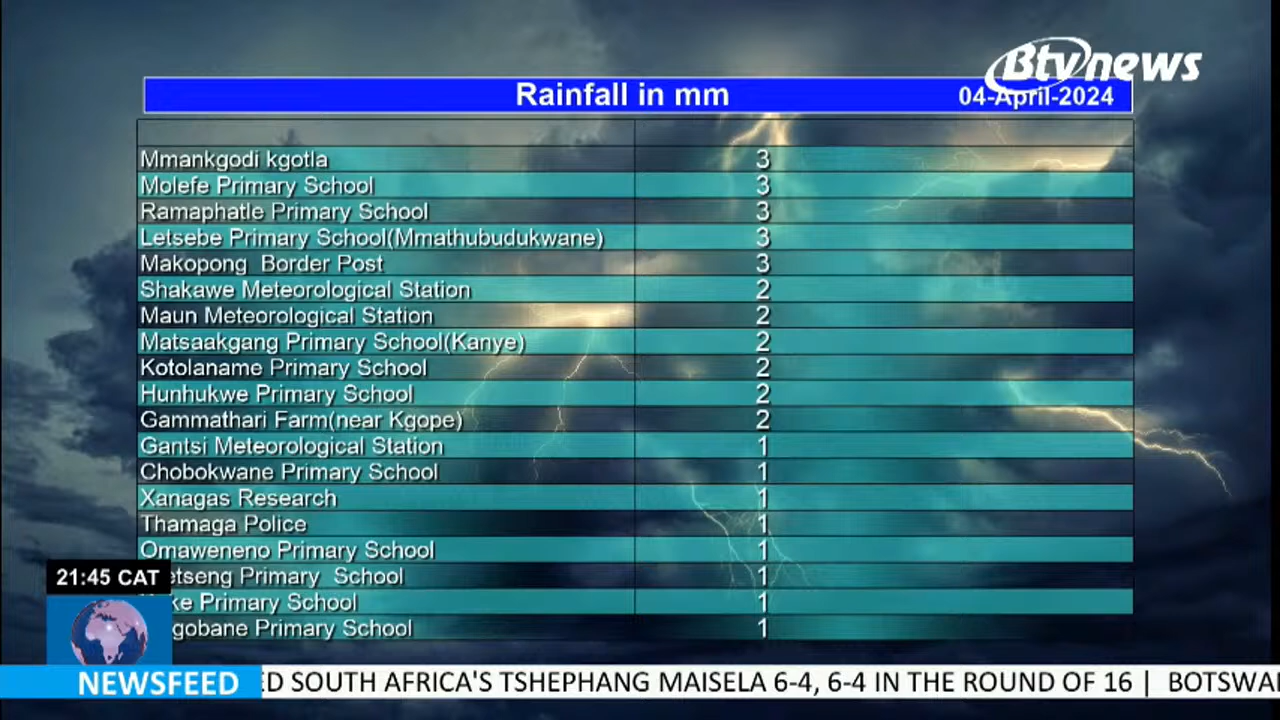 Btv news
Rainfall in mm 04-April-2024
Mmankgodi kgotla 3
Molefe Primary School 3
Ramaphatle Primary School 3
Letsebe Primary School(Mmathubudukwane) 3
Makopong Border Post 3
Shakawe Meteorological Station 2
Maun Meteorological Station 2
Matsaakgang Primary School(Kanye) 2
Kotolaname Primary School 2
Hunhukwe Primary School 2
Gammathari Farm(near Kgope) 2
Gantsi Meteorological Station 1
Chobokwane Primary School 1
Xanagas Research 1
Thamaga Police 1
Omaweneno Primary School 1
Primary School 1
Primary School 1
Primary School 1
21:45 CAT
NEWSFEED SOUTH AFRICA'S TSHEPHANG MAISELA 6-4, 6-4 IN THE ROUND OF 16 |